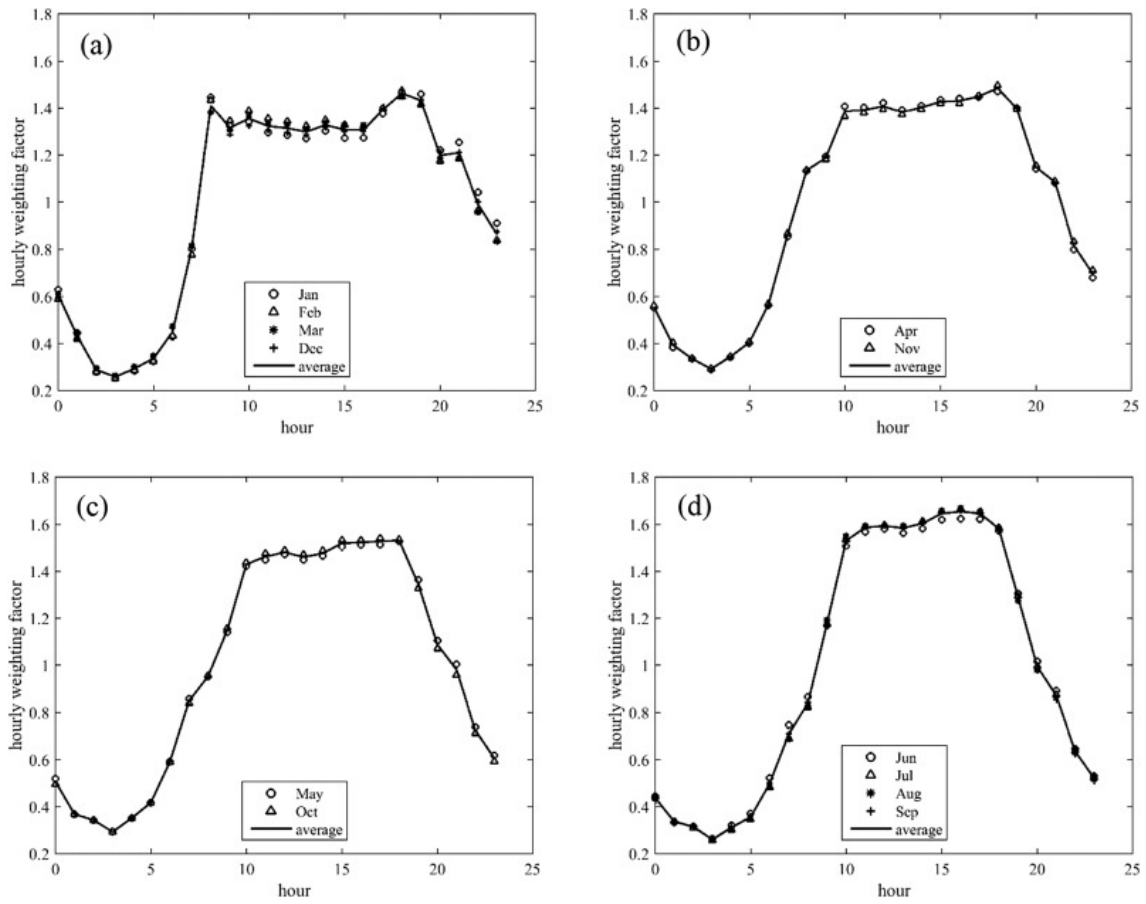 (a)
hourly weighting factor
1.8
1.6
1.4
1.2
1
0.8
0.6
0.4
0.2
Jan
Feb
Mar
Dec
average
0 5 10 15 20 25
hour
(b)
hourly weighting factor
1.8
1.6
1.4
1.2
1
0.8
0.6
0.4
0.2
Apr
Nov
average
0 5 10 15 20 25
hour
(c)
hourly weighting factor
1.8
1.6
1.4
1.2
1
0.8
0.6
0.4
0.2
May
Oct
average
0 5 10 15 20 25
hour
(d)
hourly weighting factor
1.8
1.6
1.4
1.2
1
0.8
0.6
0.4
0.2
Jun
Jul
Aug
Sep
average
0 5 10 15 20 25
hour